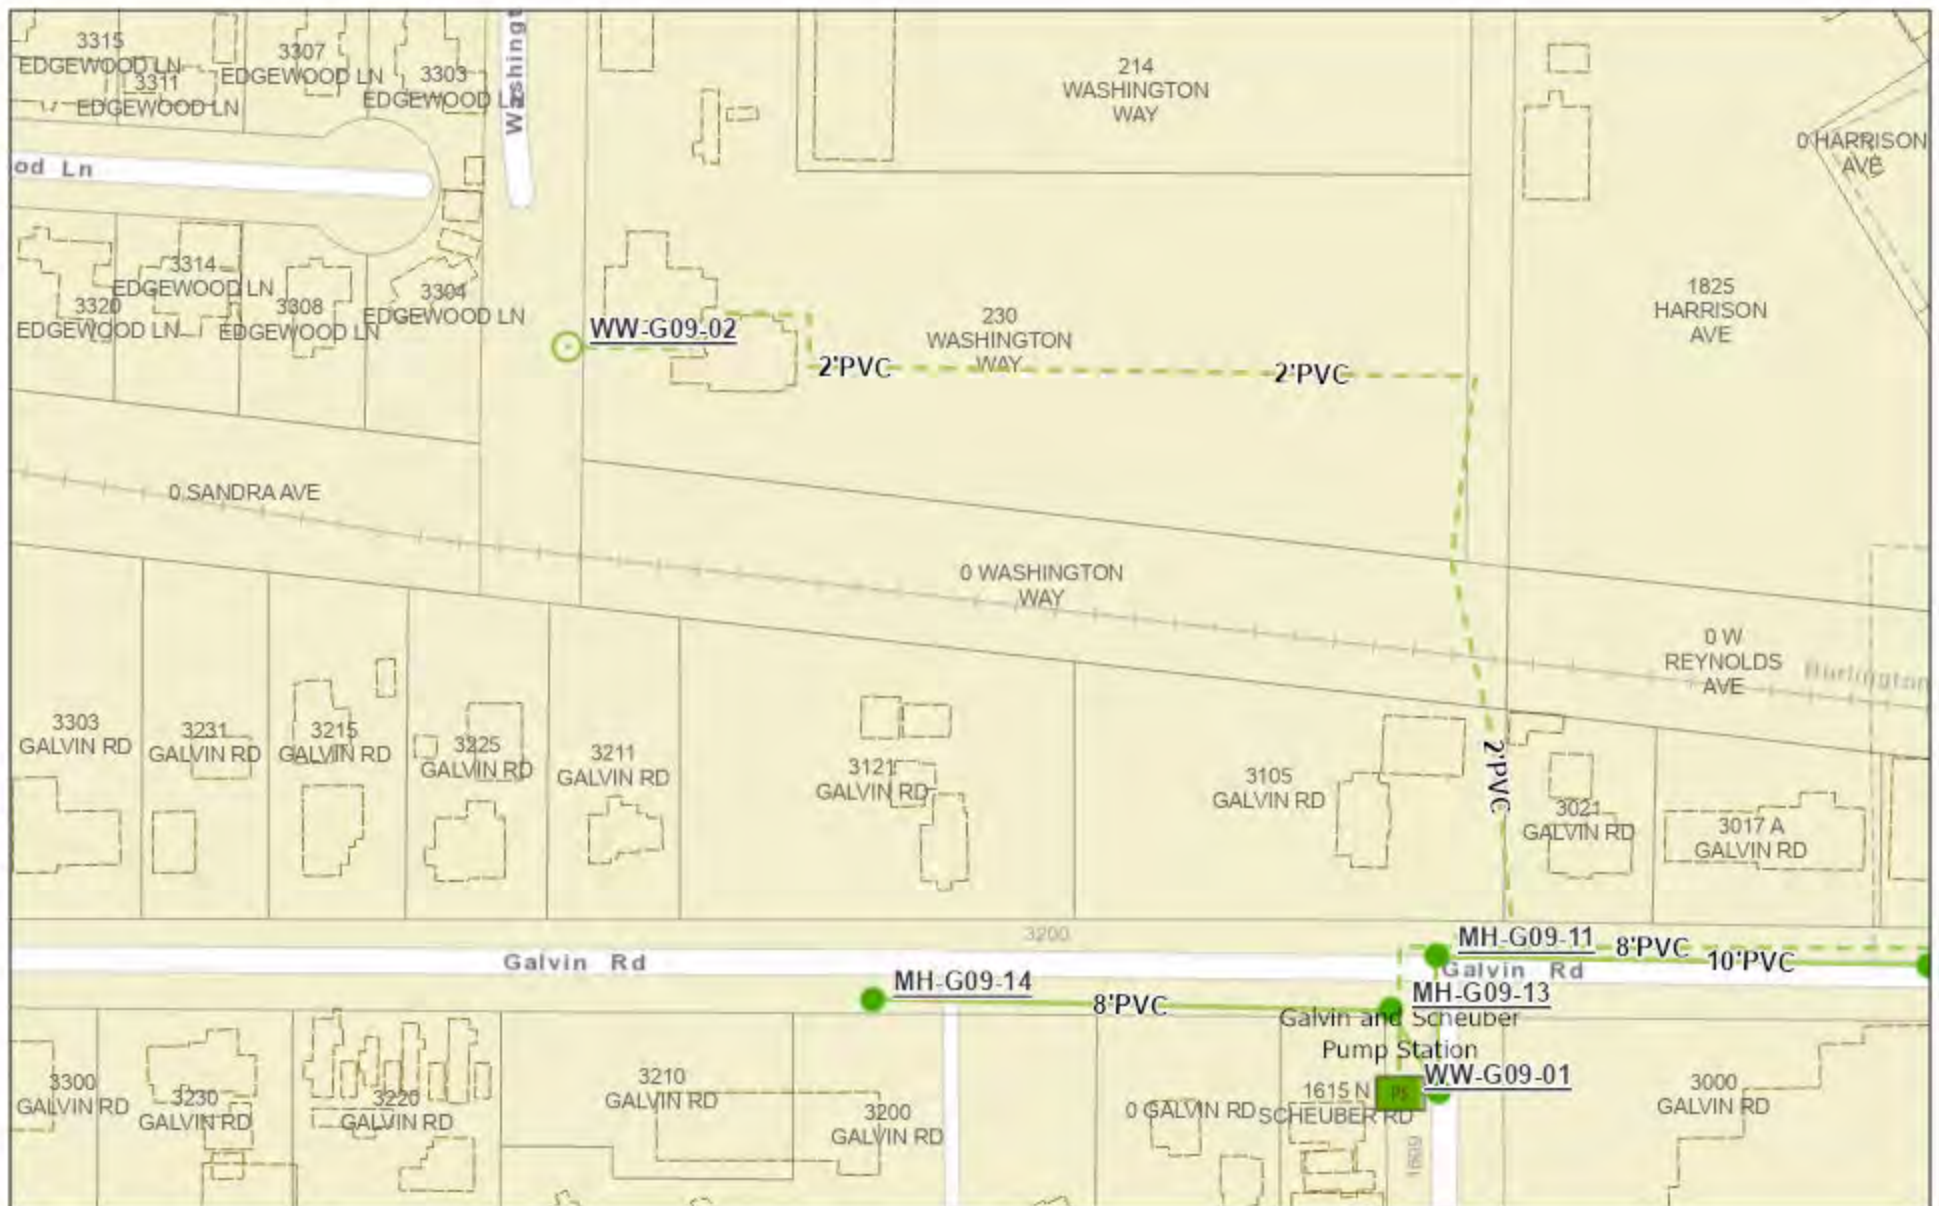 3315
EDGEWOOD LN
3311
EDGEWOOD LN
3307
EDGEWOOD LN
3303
EDGEWOOD LN
Washingt
214
WASHINGTON
WAY
0 HARRISON
AVE
od Ln
3320
EDGEWOOD LN
3314
EDGEWOOD LN
3308
EDGEWOOD LN
3304
EDGEWOOD LN
WW-G09-02
230
WASHINGTON
WAY
2"PVC
2"PVC
1825
HARRISON
AVE
0 SANDRA AVE
0 WASHINGTON
WAY
0 W
REYNOLDS
AVE
Burlington
3303
GALVIN RD
3231
GALVIN RD
3215
GALVIN RD
3225
GALVIN RD
3211
GALVIN RD
3121
GALVIN RD
3105
GALVIN RD
2"PVC
3021
GALVIN RD
3017 A
GALVIN RD
3200
Galvin Rd
MH-G09-11
8"PVC
10"PVC
Galvin Rd
MH-G09-14
8"PVC
MH-G09-13
Galvin and Scheuber
Pump Station
WW-G09-01
PS
3300
GALVIN RD
3230
GALVIN RD
3220
GALVIN RD
3210
GALVIN RD
3200
GALVIN RD
0 GALVIN RD
1615 N
SCHEUBER RD
3000
GALVIN RD